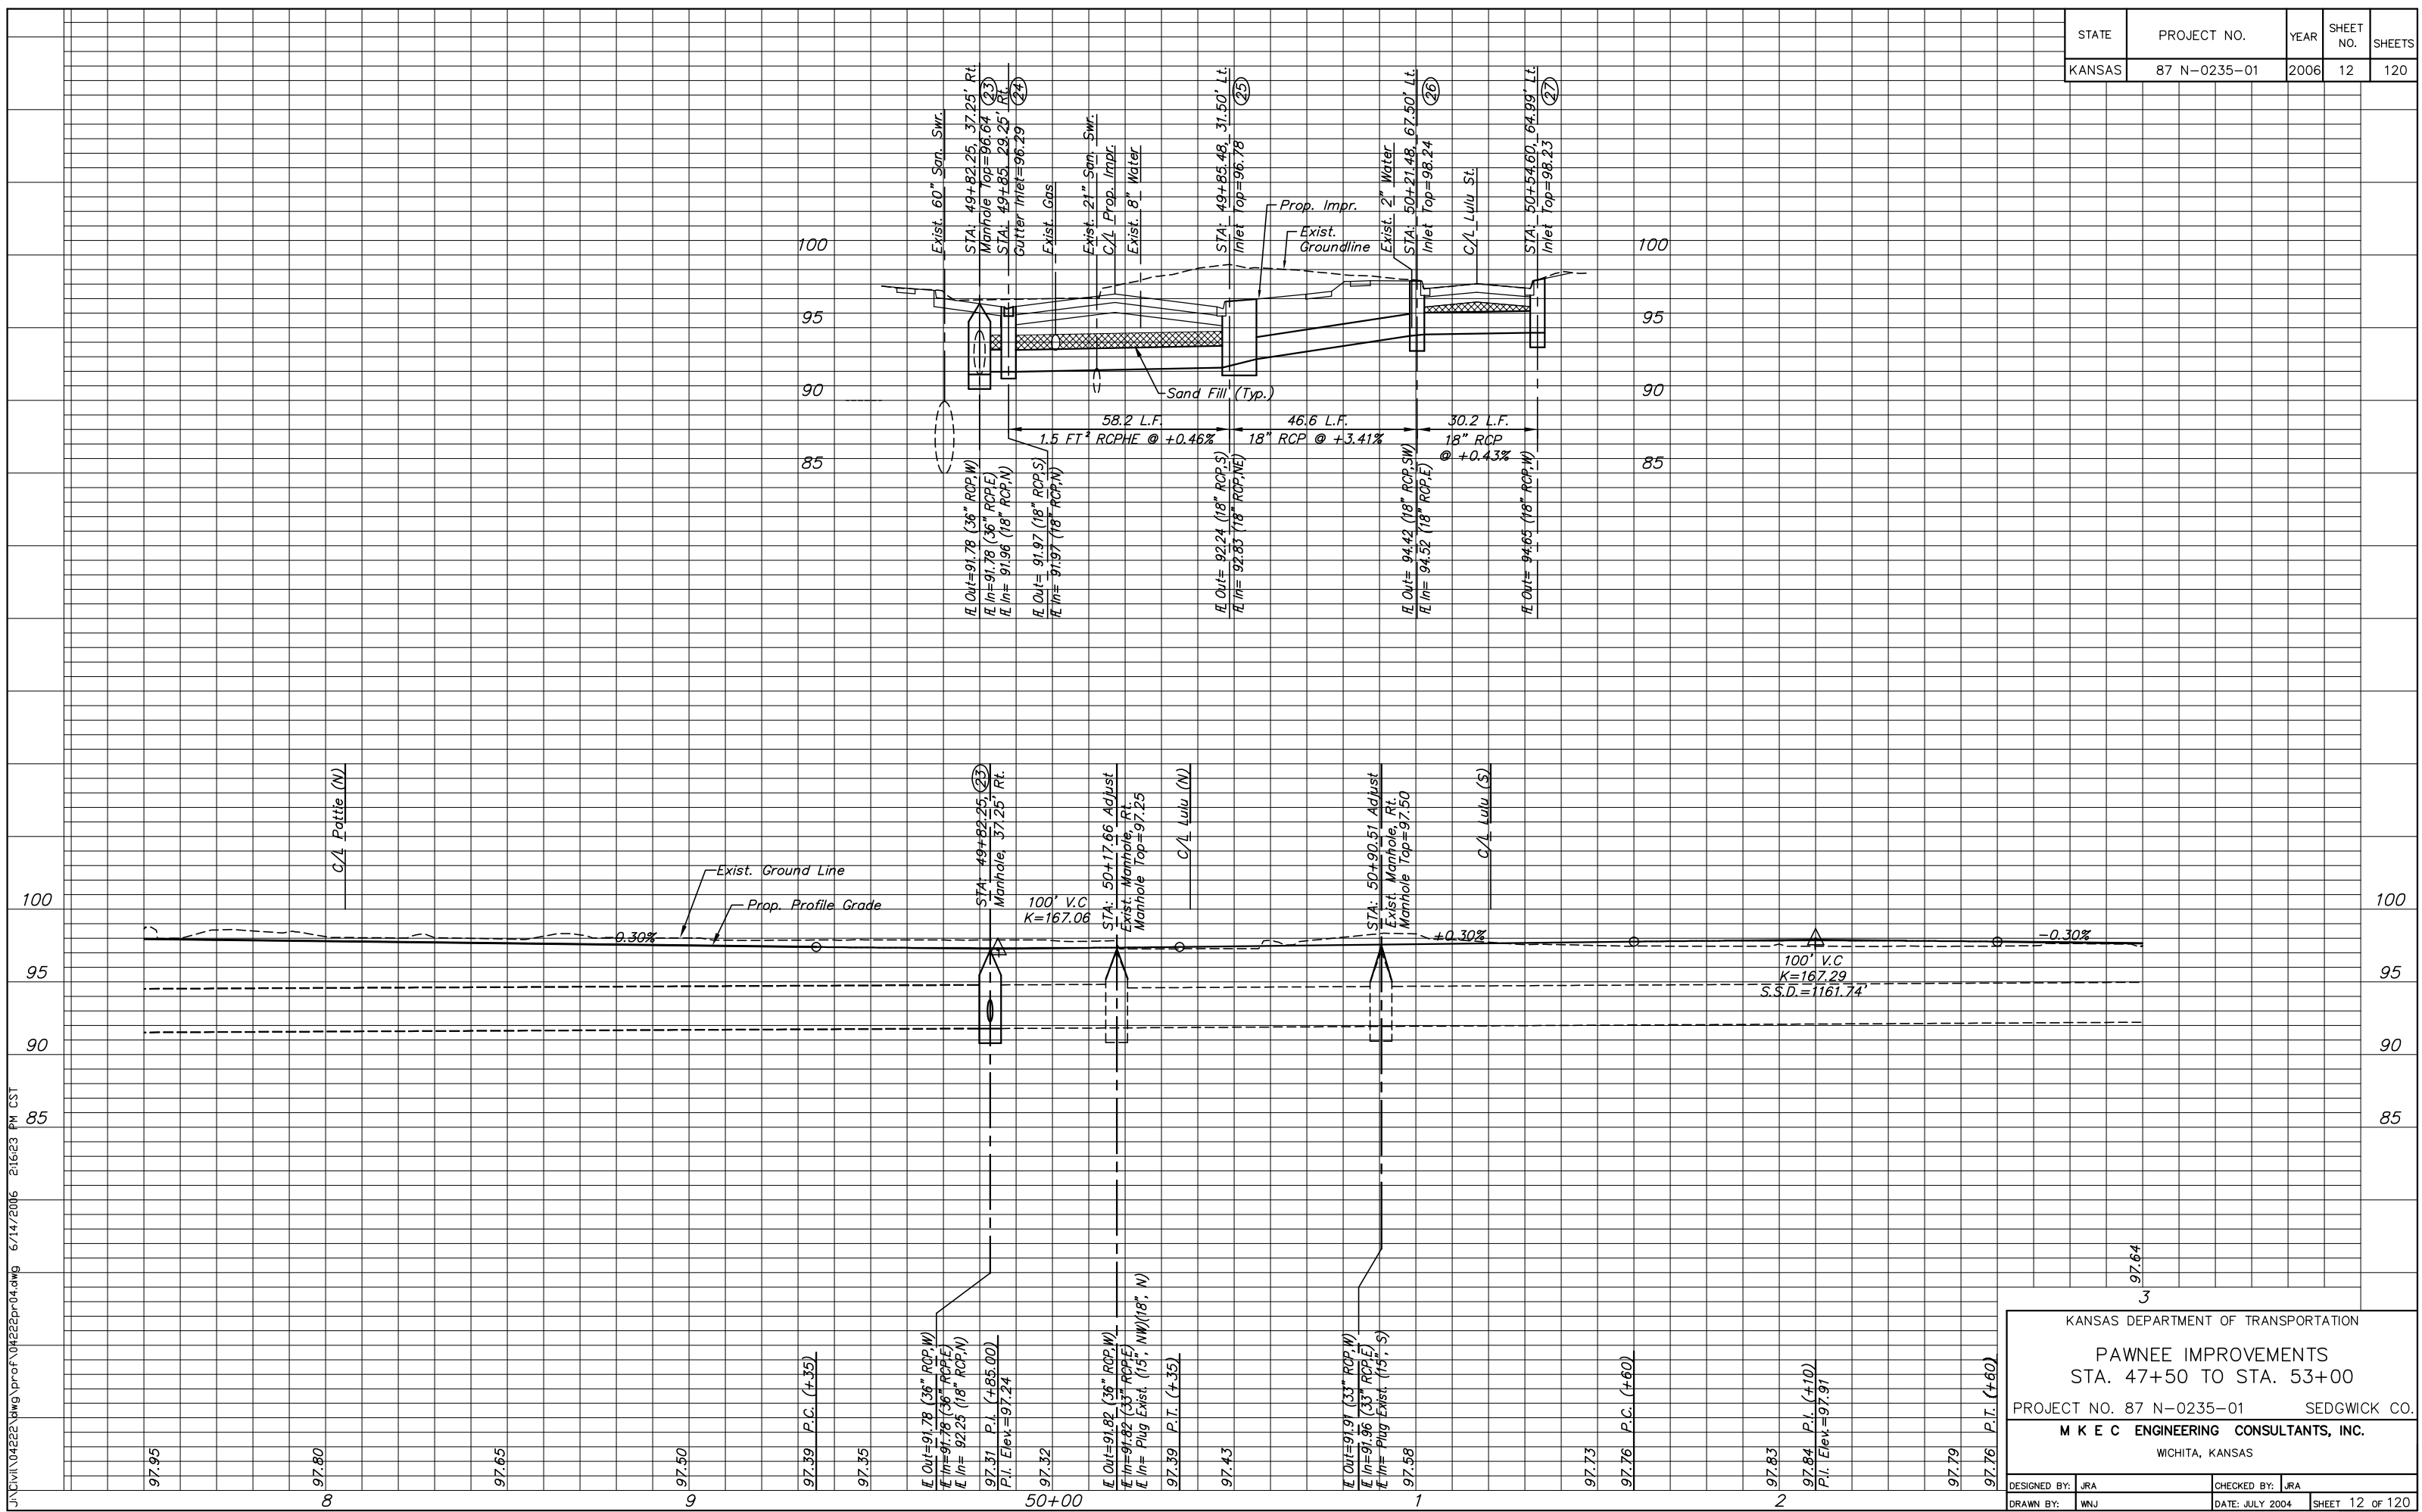 STATE PROJECT NO. YEAR SHEET NO. SHEETS
KANSAS 87 N-0235-01 2006 12 120
Exist. 60" San. Swr.
STA: 49+82.25, 37.25' Rt.
Manhole Top=96.64
23
STA: 49+85, 29.25' Rt.
Gutter Inlet=96.29
24
Exist. Gas
Exist. 21" San. Swr.
C/L Prop. Impr.
Exist. 8" Water
STA: 49+85.48, 31.50' Lt.
Inlet Top=96.78
25
Prop. Impr.
Exist.
Groundline
Exist. 2" Water
STA: 50+21.48, 67.50' Lt.
Inlet Top=98.24
26
C/L Lulu St.
STA: 50+54.60, 64.99' Lt.
Inlet Top=98.23
27
100 100
95 95
90 90
85 85
Sand Fill (Typ.)
58.2 L.F.
1.5 FT² RCPHE @ +0.46%
46.6 L.F.
18" RCP @ +3.41%
30.2 L.F.
18" RCP
@ +0.43%
FL Out=91.78 (36" RCP,W)
FL In=91.78 (36" RCP,E)
FL In= 91.96 (18" RCP,N)
FL Out= 91.97 (18" RCP,S)
FL In= 91.97 (18" RCP,N)
FL Out= 92.24 (18" RCP,S)
FL In= 92.83 (18" RCP,NE)
FL Out= 94.42 (18" RCP,SW)
FL In= 94.52 (18" RCP,E)
FL Out= 94.65 (18" RCP,W)
C/L Pattie (N)
STA: 49+82.25, 23
Manhole, 37.25' Rt.
STA: 50+17.66 Adjust
Exist. Manhole, Rt.
Manhole Top=97.25
C/L Lulu (N)
STA: 50+90.51 Adjust
Exist. Manhole, Rt.
Manhole Top=97.50
C/L Lulu (S)
Exist. Ground Line
Prop. Profile Grade
100' V.C
K=167.06
-0.30%
+0.30%
-0.30%
100' V.C
K=167.29
S.S.D.=1161.74'
100 100
95 95
90 90
85 85
FL Out=91.78 (36" RCP,W)
FL In=91.78 (36" RCP,E)
FL In= 92.25 (18" RCP,N)
FL Out=91.82 (36" RCP,W)
FL In=91.82 (33" RCP,E)
FL In= Plug Exist. (15", NW)(18", N)
FL Out=91.91 (33" RCP,W)
FL In=91.96 (33" RCP,E)
FL In= Plug Exist. (15", S)
97.95
97.80
97.65
97.50
97.39 P.C. (+35)
97.35
97.31 P.I. (+85.00)
P.I. Elev.=97.24
97.32
97.39 P.T. (+35)
97.43
97.58
97.73
97.76 P.C. (+60)
97.83
97.84 P.I. (+10)
P.I. Elev.=97.91
97.79
97.76 P.T. (+60)
97.64
8 9 50+00 1 2 3
J:\Civil\04222\dwg\prof\04222pr04.dwg 6/14/2006 2:16:23 PM CST
KANSAS DEPARTMENT OF TRANSPORTATION
PAWNEE IMPROVEMENTS
STA. 47+50 TO STA. 53+00
PROJECT NO. 87 N-0235-01 SEDGWICK CO.
M K E C ENGINEERING CONSULTANTS, INC.
WICHITA, KANSAS
DESIGNED BY: JRA CHECKED BY: JRA
DRAWN BY: WNJ DATE: JULY 2004 SHEET 12 OF 120